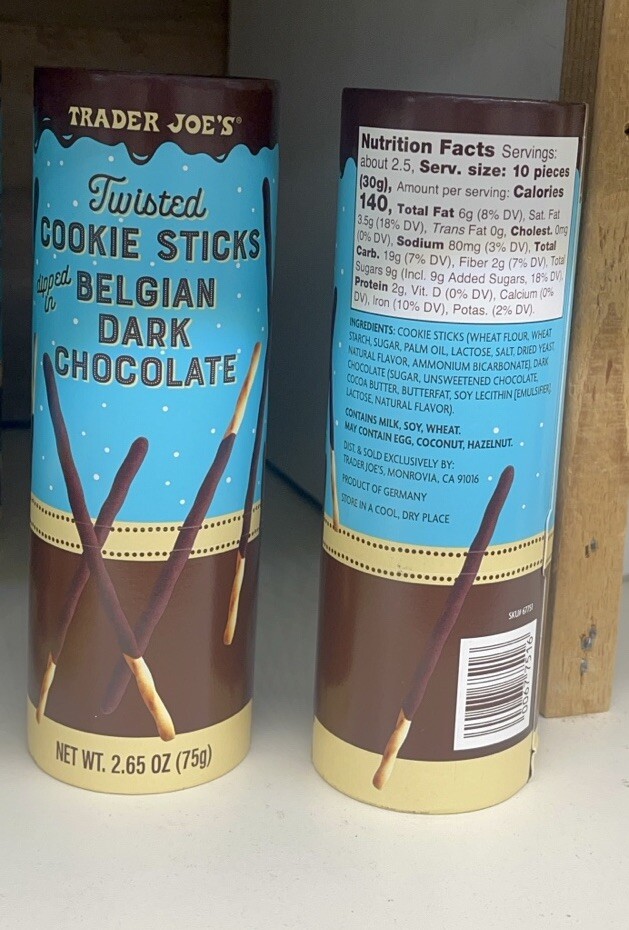 TRADER JOE'S®
Twisted
COOKIE STICKS
dipped in BELGIAN
DARK
CHOCOLATE
NET WT. 2.65 OZ (75g)
Nutrition Facts Servings:
about 2.5, Serv. size: 10 pieces
(30g), Amount per serving: Calories
140, Total Fat 6g (8% DV), Sat. Fat
3.5g (18% DV), Trans Fat 0g, Cholest. 0mg
(0% DV), Sodium 80mg (3% DV), Total
Carb. 19g (7% DV), Fiber 2g (7% DV), Total
Sugars 9g (Incl. 9g Added Sugars, 18% DV),
Protein 2g, Vit. D (0% DV), Calcium (0%
DV), Iron (10% DV), Potas. (2% DV).
INGREDIENTS: COOKIE STICKS (WHEAT FLOUR, WHEAT
STARCH, SUGAR, PALM OIL, LACTOSE, SALT, DRIED YEAST,
NATURAL FLAVOR, AMMONIUM BICARBONATE), DARK
CHOCOLATE (SUGAR, UNSWEETENED CHOCOLATE,
COCOA BUTTER, BUTTERFAT, SOY LECITHIN [EMULSIFIER],
LACTOSE, NATURAL FLAVOR).
CONTAINS MILK, SOY, WHEAT.
MAY CONTAIN EGG, COCONUT, HAZELNUT.
DIST. & SOLD EXCLUSIVELY BY:
TRADER JOE'S, MONROVIA, CA 91016
PRODUCT OF GERMANY
STORE IN A COOL, DRY PLACE
SKU# 67751